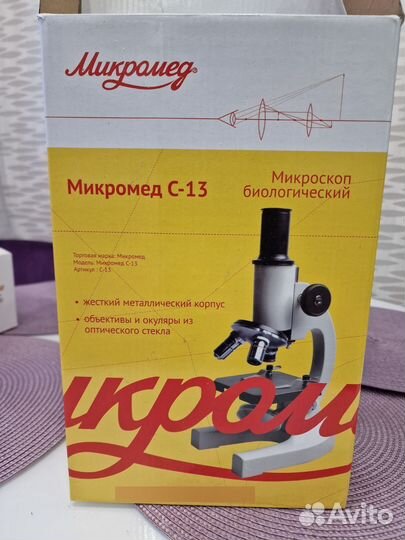 Микромед
Микромед С-13
Микроскоп
биологический
Торговая марка: Микромед
Модель: Микромед С-13
Артикул : С-13
• жесткий металлический корпус
• объективы и окуляры из
оптического стекла
икроме
Avito